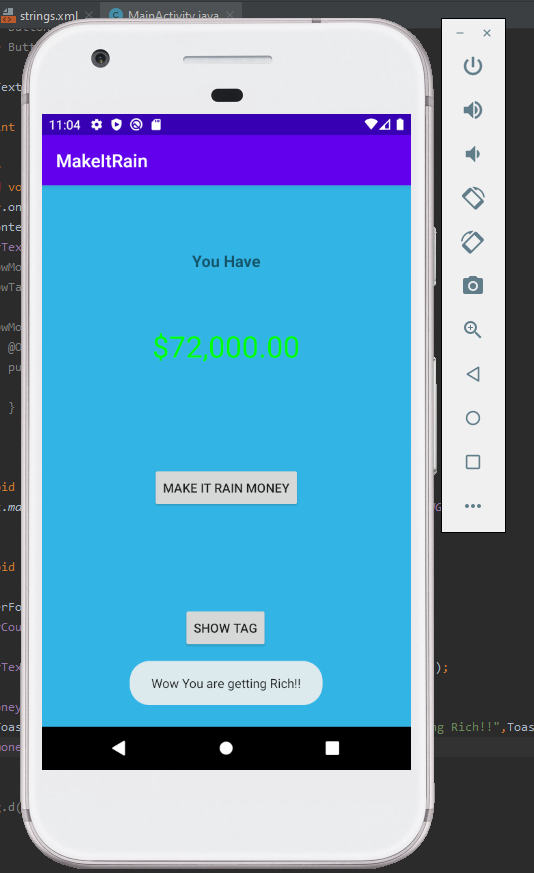 strings.xml
MainActivity.java
11:04
MakeItRain
You Have
$72,000.00
MAKE IT RAIN MONEY
SHOW TAG
Wow You are getting Rich!!
);
Rich!!",Toas